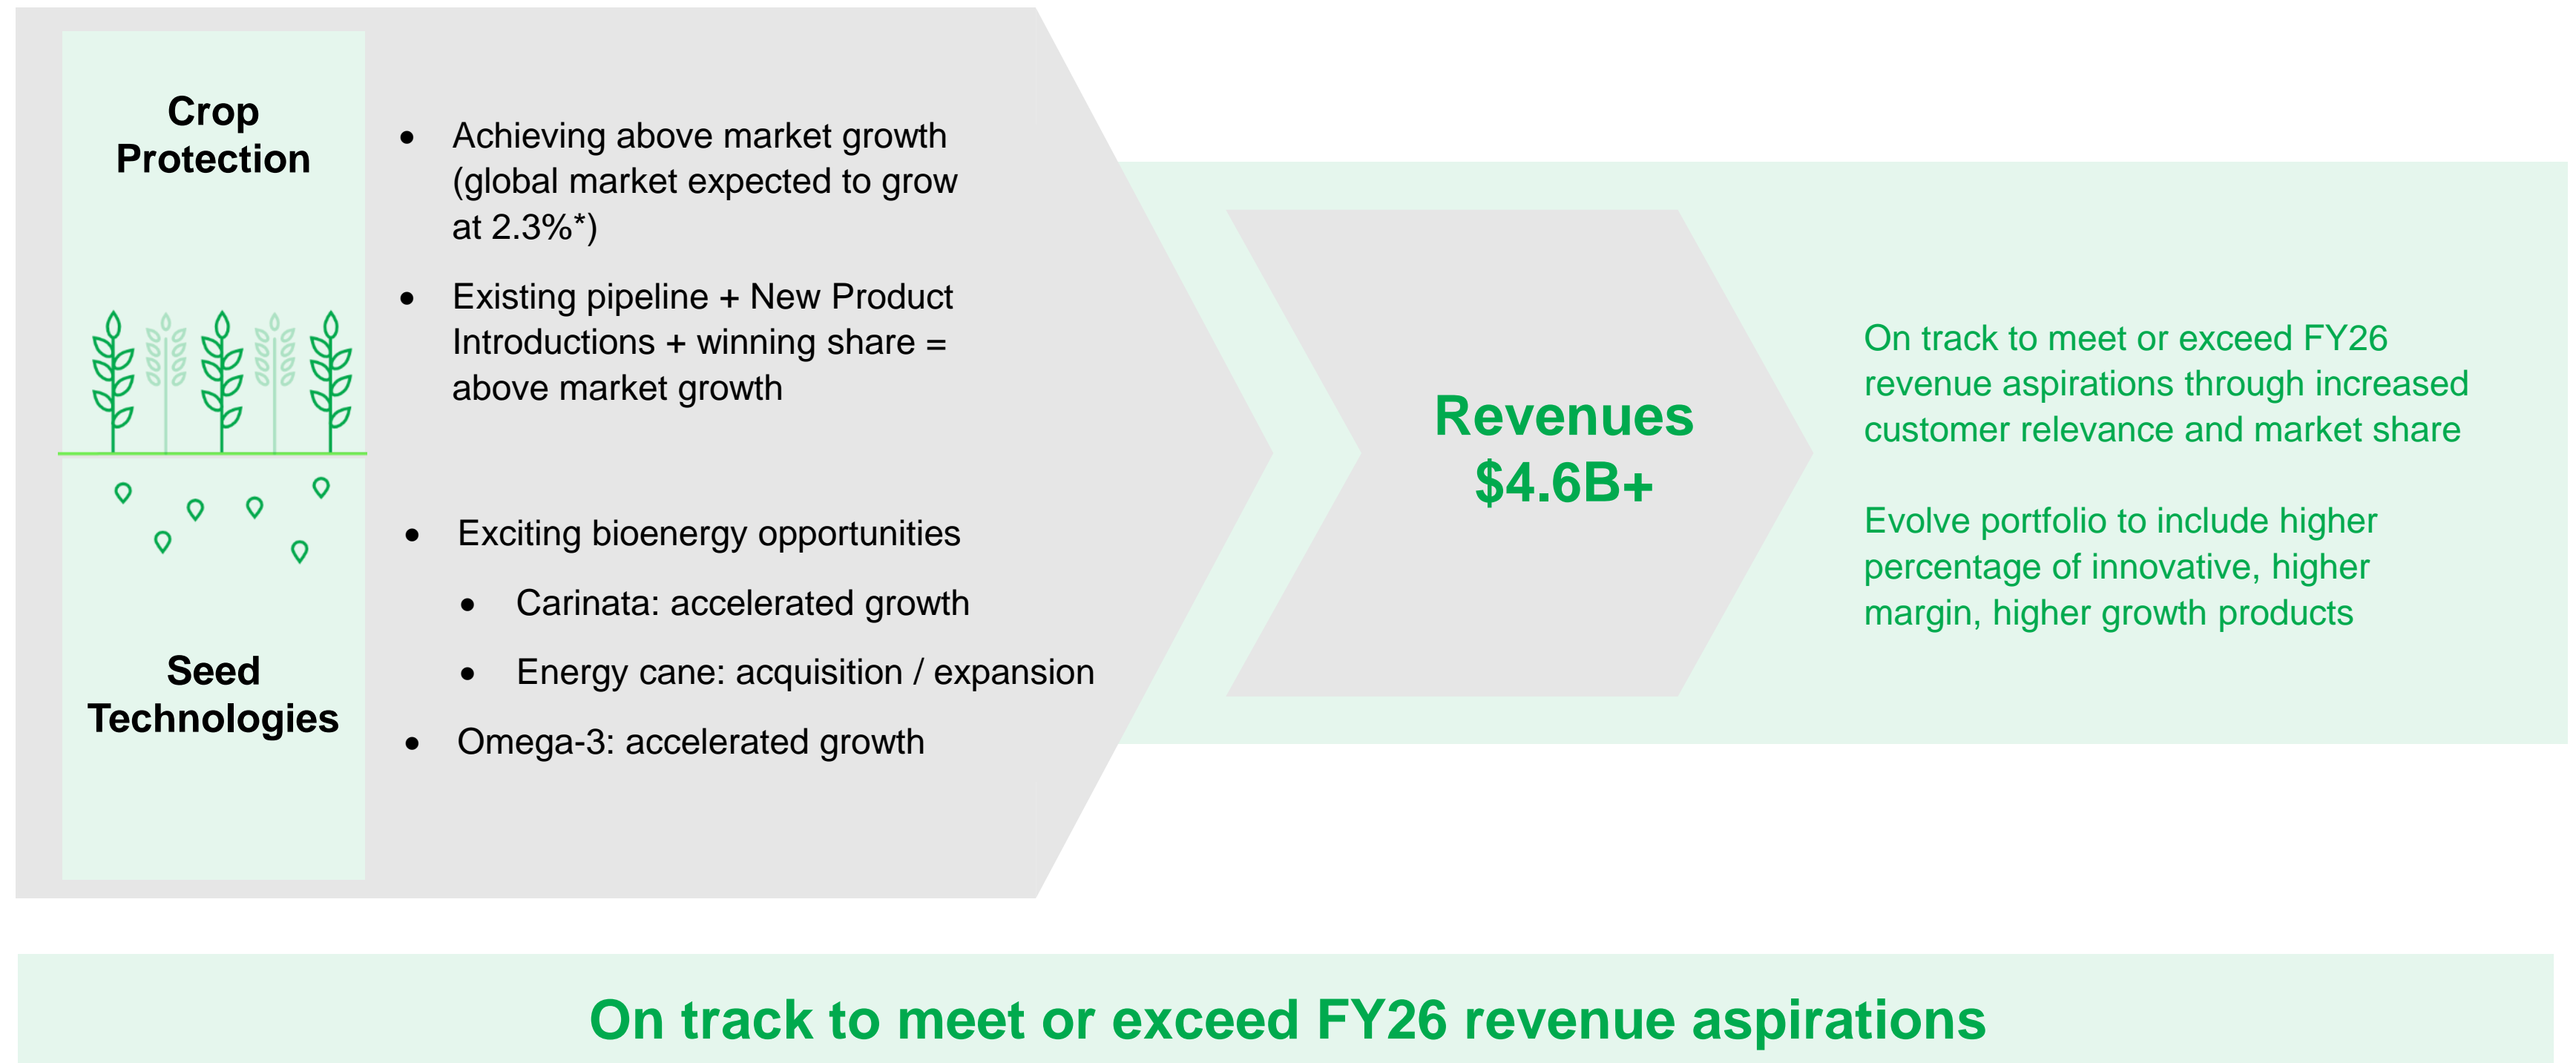 Crop
Protection
• Achieving above market growth
(global market expected to grow
at 2.3%*)
• Existing pipeline + New Product
Introductions + winning share =
above market growth
Seed
Technologies
• Exciting bioenergy opportunities
• Carinata: accelerated growth
• Energy cane: acquisition / expansion
• Omega-3: accelerated growth
Revenues
$4.6B+
On track to meet or exceed FY26
revenue aspirations through increased
customer relevance and market share
Evolve portfolio to include higher
percentage of innovative, higher
margin, higher growth products
On track to meet or exceed FY26 revenue aspirations